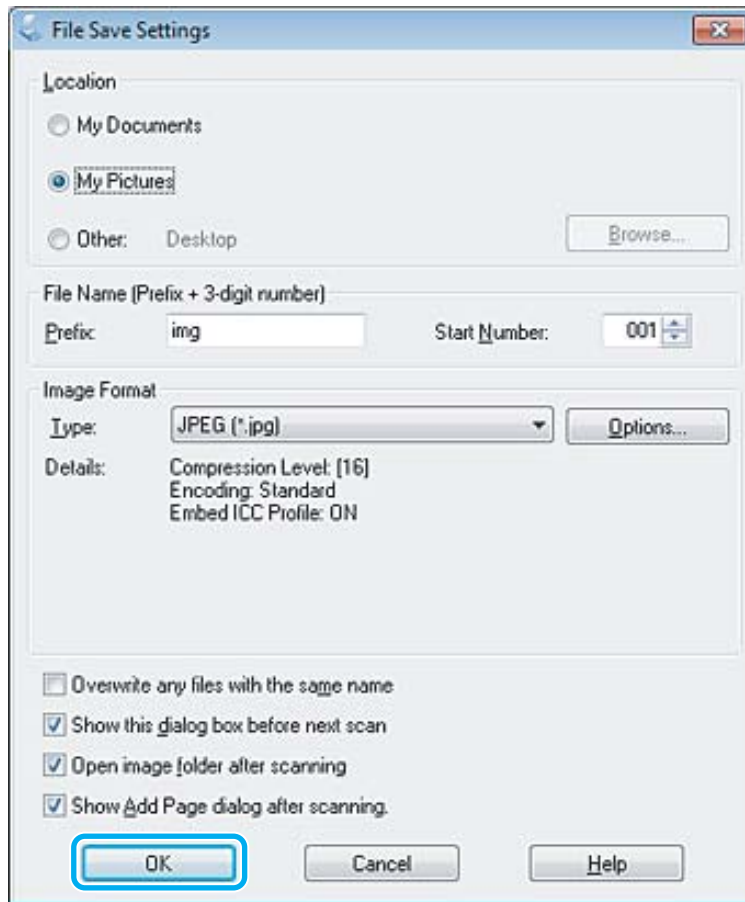 File Save Settings
Location
My Documents
My Pictures
Other: Desktop Browse...
File Name (Prefix + 3-digit number)
Prefix: img Start Number: 001
Image Format
Type: JPEG (*.jpg) Options...
Details: Compression Level: [16]
Encoding: Standard
Embed ICC Profile: ON
Overwrite any files with the same name
Show this dialog box before next scan
Open image folder after scanning
Show Add Page dialog after scanning.
OK Cancel Help